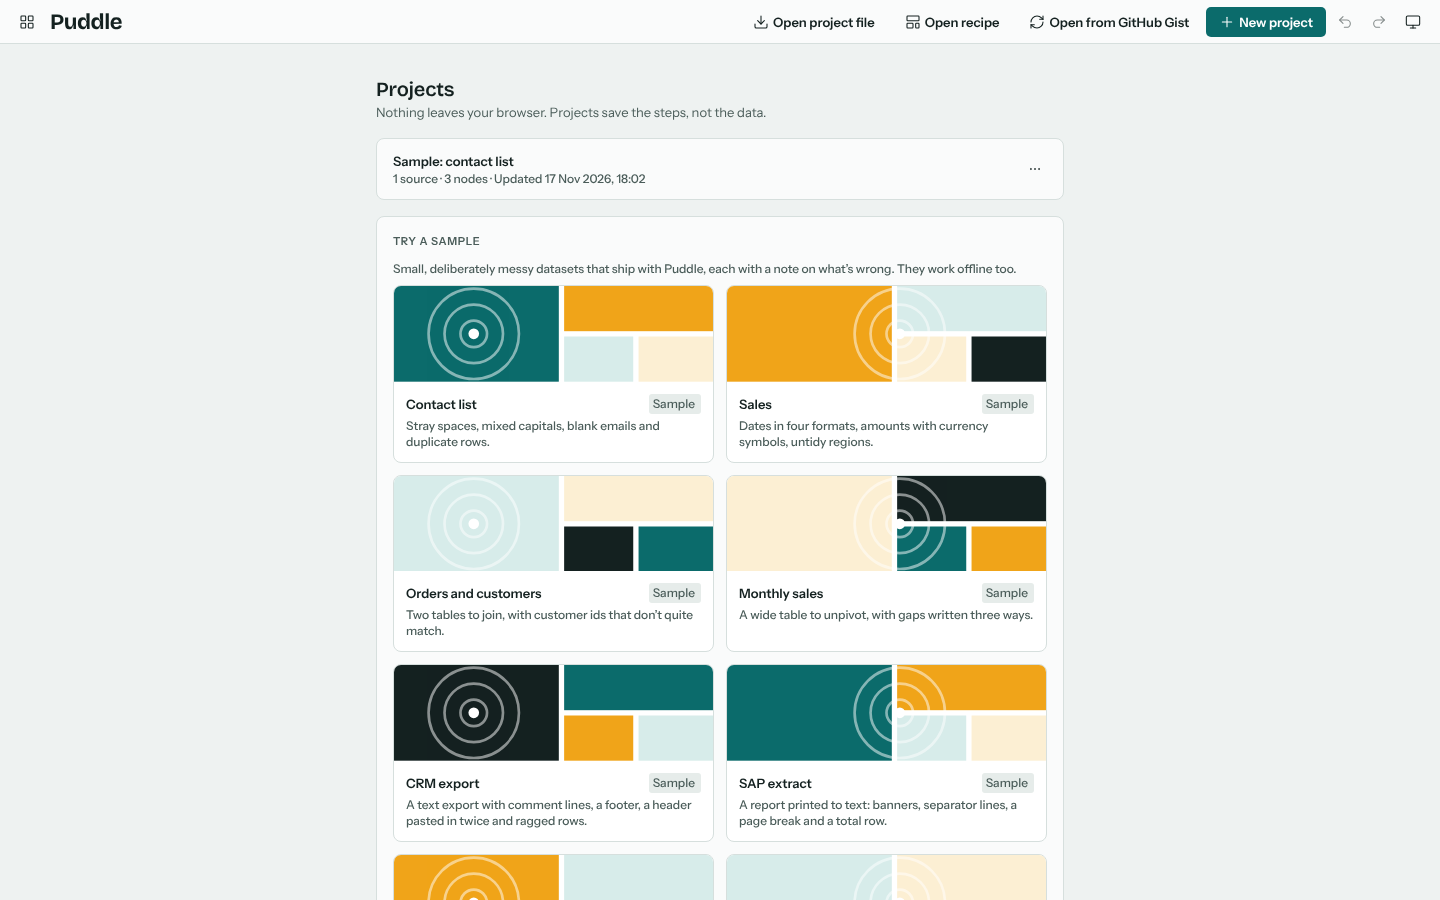 Puddle
Open project file
Open recipe
Open from GitHub Gist
New project
Projects
Nothing leaves your browser. Projects save the steps, not the data.
Sample: contact list
1 source · 3 nodes · Updated 17 Nov 2026, 18:02
TRY A SAMPLE
Small, deliberately messy datasets that ship with Puddle, each with a note on what’s wrong. They work offline too.
Contact list
Sample
Stray spaces, mixed capitals, blank emails and
duplicate rows.
Sales
Sample
Dates in four formats, amounts with currency
symbols, untidy regions.
Orders and customers
Sample
Two tables to join, with customer ids that don’t quite
match.
Monthly sales
Sample
A wide table to unpivot, with gaps written three ways.
CRM export
Sample
A text export with comment lines, a footer, a header
pasted in twice and ragged rows.
SAP extract
Sample
A report printed to text: banners, separator lines, a
page break and a total row.